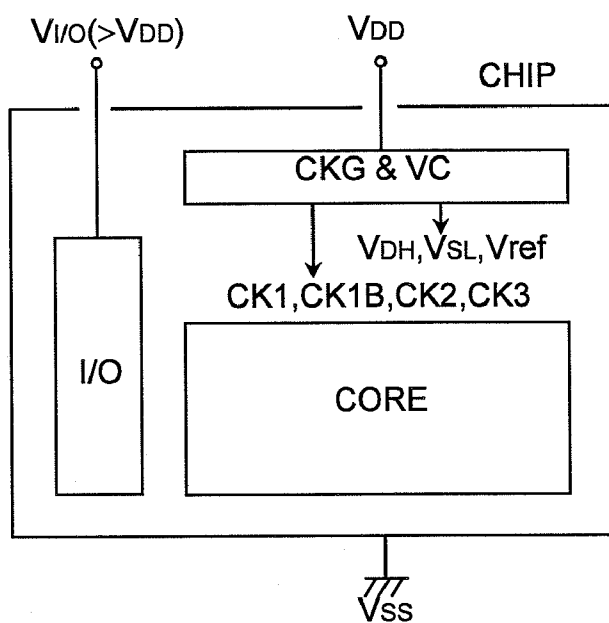 VI/O(>VDD)
VDD
CHIP
CKG & VC
VDH,VSL,Vref
CK1,CK1B,CK2,CK3
I/O
CORE
VSS